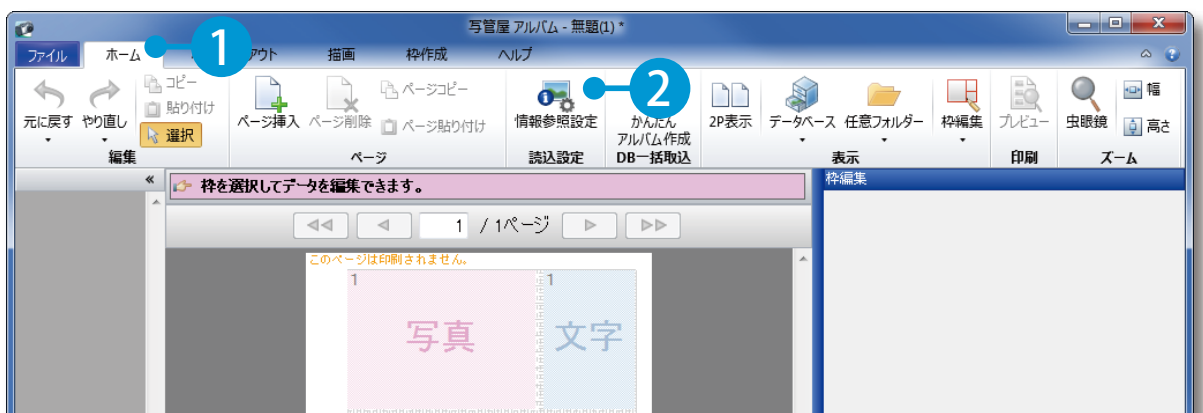 写管屋 アルバム - 無題(1) *
ファイル ホーム アウト 描画 枠作成 ヘルプ
1
2
元に戻す やり直し コピー 貼り付け 選択
編集
ページ挿入 ページ削除 ページコピー ページ貼り付け
ページ
情報参照設定
読込設定
かんたん
アルバム作成
DB一括取込
2P表示 データベース 任意フォルダー 枠編集
表示
プレビュー
印刷
虫眼鏡 幅 高さ
ズーム
枠を選択してデータを編集できます。
枠編集
1 / 1ページ
このページは印刷されません。
1 1
写真 文字